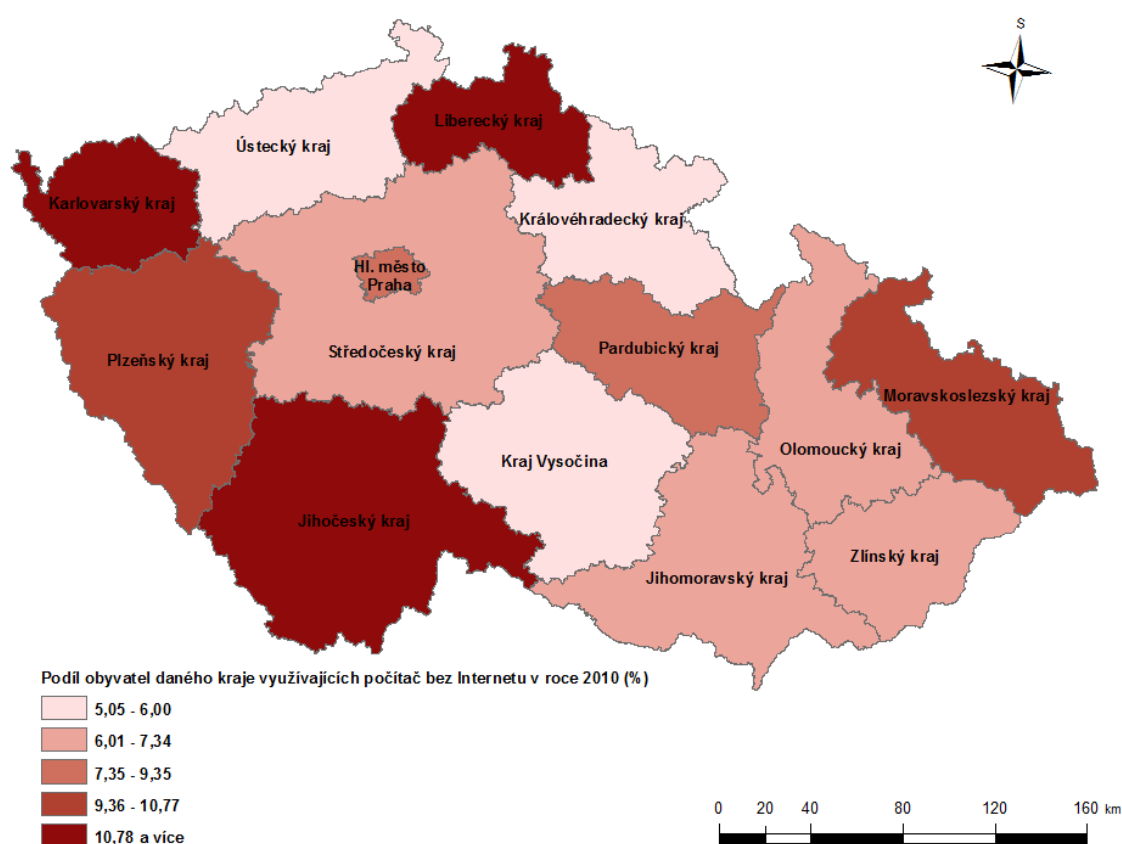 S
Liberecký kraj
Ústecký kraj
Karlovarský kraj
Královéhradecký kraj
Hl. město
Praha
Středočeský kraj
Pardubický kraj
Plzeňský kraj
Moravskoslezský kraj
Olomoucký kraj
Kraj Vysočina
Jihočeský kraj
Zlínský kraj
Jihomoravský kraj
Podíl obyvatel daného kraje využívajících počítač bez Internetu v roce 2010 (%)
5,05 - 6,00
6,01 - 7,34
7,35 - 9,35
9,36 - 10,77
10,78 a více
0 20 40 80 120 160 km